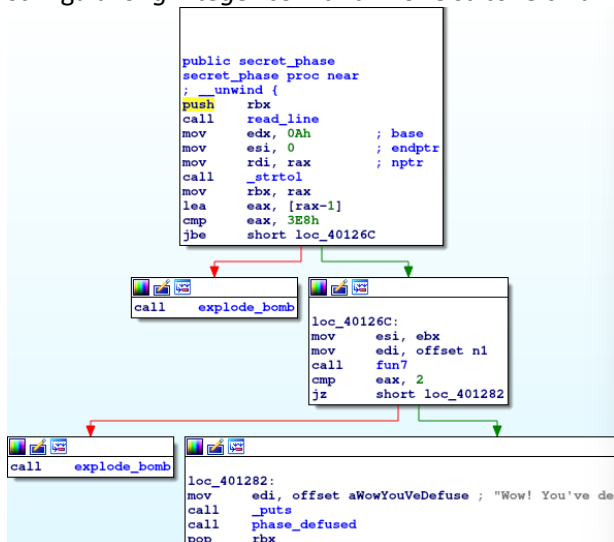 public secret_phase
secret_phase proc near
; __unwind {
push rbx
call read_line
mov edx, 0Ah ; base
mov esi, 0 ; endptr
mov rdi, rax ; nptr
call _strtol
mov rbx, rax
lea eax, [rax-1]
cmp eax, 3E8h
jbe short loc_40126C
call explode_bomb
loc_40126C:
mov esi, ebx
mov edi, offset n1
call fun7
cmp eax, 2
jz short loc_401282
call explode_bomb
loc_401282:
mov edi, offset aWowYouVeDefuse ; "Wow! You've de
call _puts
call phase_defused
pop rbx